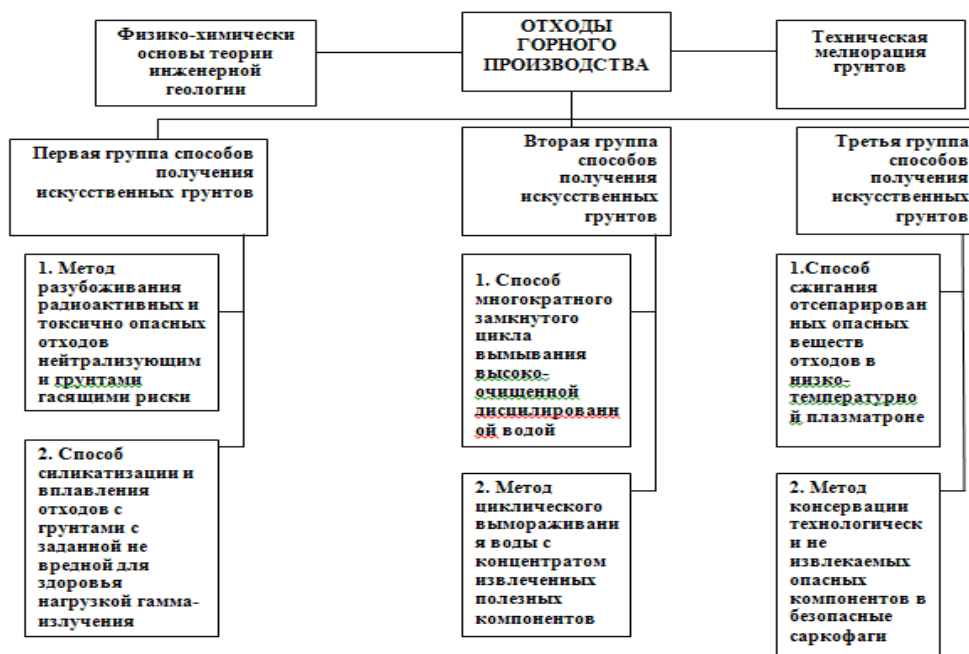 Физико-химически
основы теории
инженерной
геологии
ОТХОДЫ
ГОРНОГО
ПРОИЗВОДСТВА
Техническая
мелиорация
грунтов
Первая группа способов
получения
искусственных грунтов
Вторая группа
способов
получения
искусственных
грунтов
Третья группа
способов
получения
искусственных
грунтов
1. Метод
разубоживания
радиоактивных и
токсично опасных
отходов
нейтрализующим
и грунтами
гасящими риски
2. Способ
силикатизации и
вплавления
отходов с
грунтами с
заданной не
вредной для
здоровья
нагрузкой гамма-
излучения
1. Способ
многократного
замкнутого
цикла
вымывания
высоко-
очищенной
дисцилированн
ой водой
2. Метод
циклического
вымораживани
я воды с
концентратом
извлеченных
полезных
компонентов
1.Способ
сжигания
отсепарирован
ных опасных
веществ
отходов в
низко-
температурно
й плазматроне
2. Метод
консервации
технологическ
и не
извлекаемых
опасных
компонентов в
безопасные
саркофаги